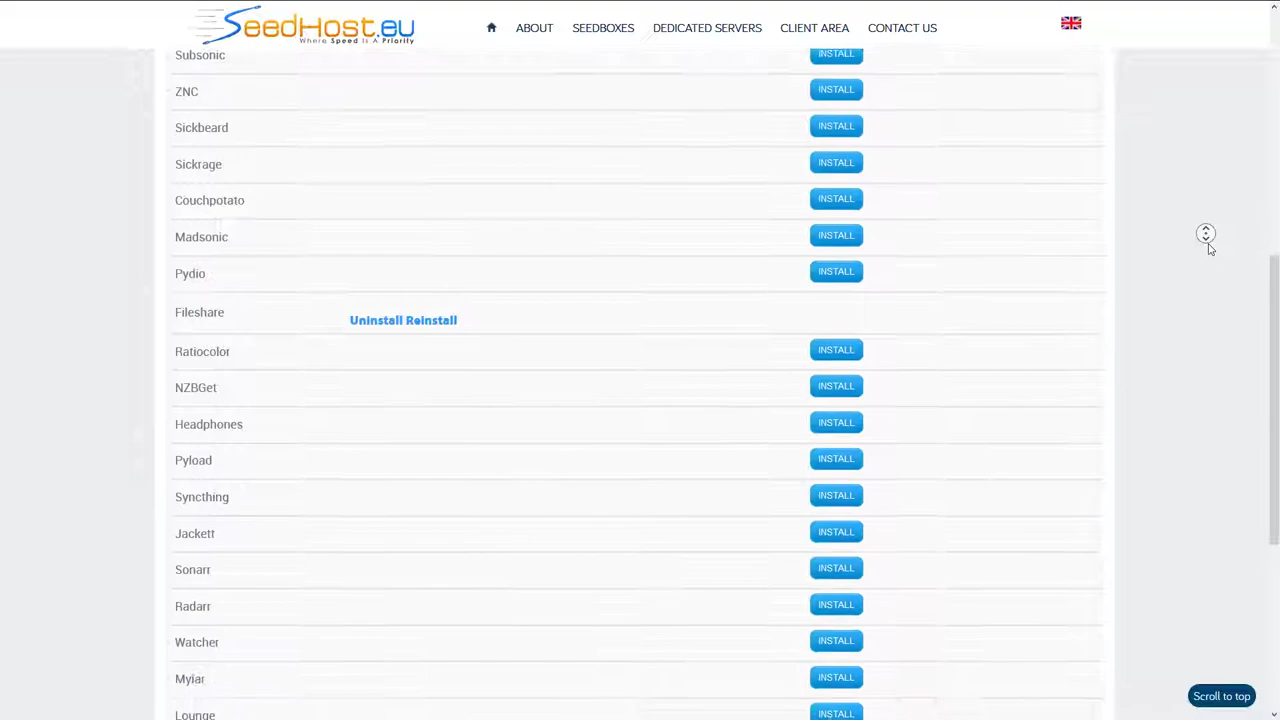 SeedHost.eu
Where Speed Is A Priority
ABOUT SEEDBOXES DEDICATED SERVERS CLIENT AREA CONTACT US
Subsonic INSTALL
ZNC INSTALL
Sickbeard INSTALL
Sickrage INSTALL
Couchpotato INSTALL
Madsonic INSTALL
Pydio INSTALL
Fileshare Uninstall Reinstall
Ratiocolor INSTALL
NZBGet INSTALL
Headphones INSTALL
Pyload INSTALL
Syncthing INSTALL
Jackett INSTALL
Sonarr INSTALL
Radarr INSTALL
Watcher INSTALL
Mylar INSTALL
Lounge INSTALL
Scroll to top